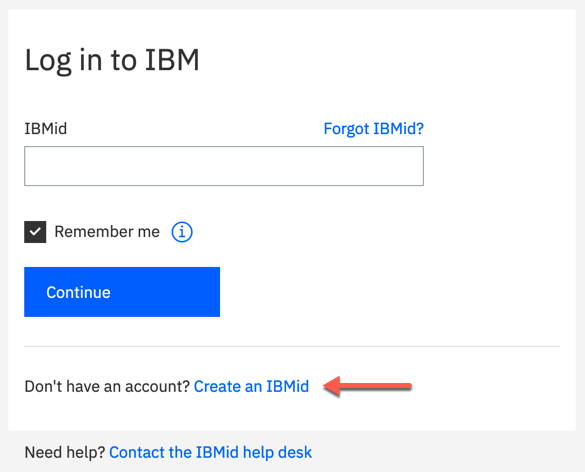 Log in to IBM
IBMid Forgot IBMid?
Remember me
Continue
Don't have an account? Create an IBMid
Need help? Contact the IBMid help desk